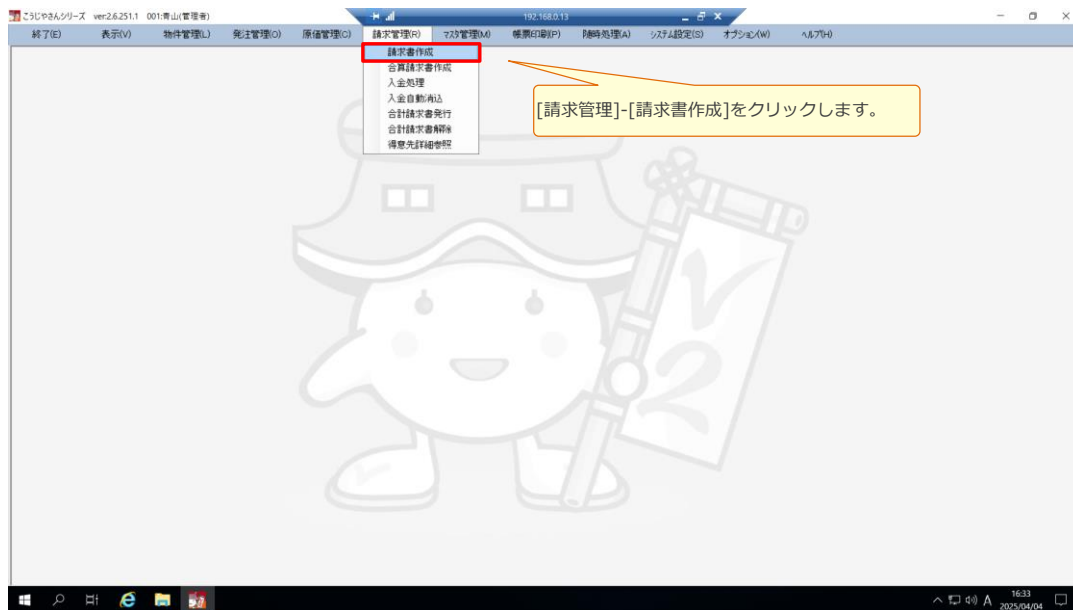 こうじやさんシリーズ ver:2.6.251.1 001:青山(管理者)
192.168.0.13
終了(E) 表示(V) 物件管理(L) 発注管理(O) 原価管理(C) 請求管理(R) マスタ管理(M) 帳票印刷(P) 随時処理(A) システム設定(S) オプション(W) ヘルプ(H)
請求書作成
合算請求書作成
入金処理
入金自動消込
合計請求書発行
合計請求書解除
得意先詳細参照
[請求管理]-[請求書作成]をクリックします。
V2
A 16:33
2025/04/04